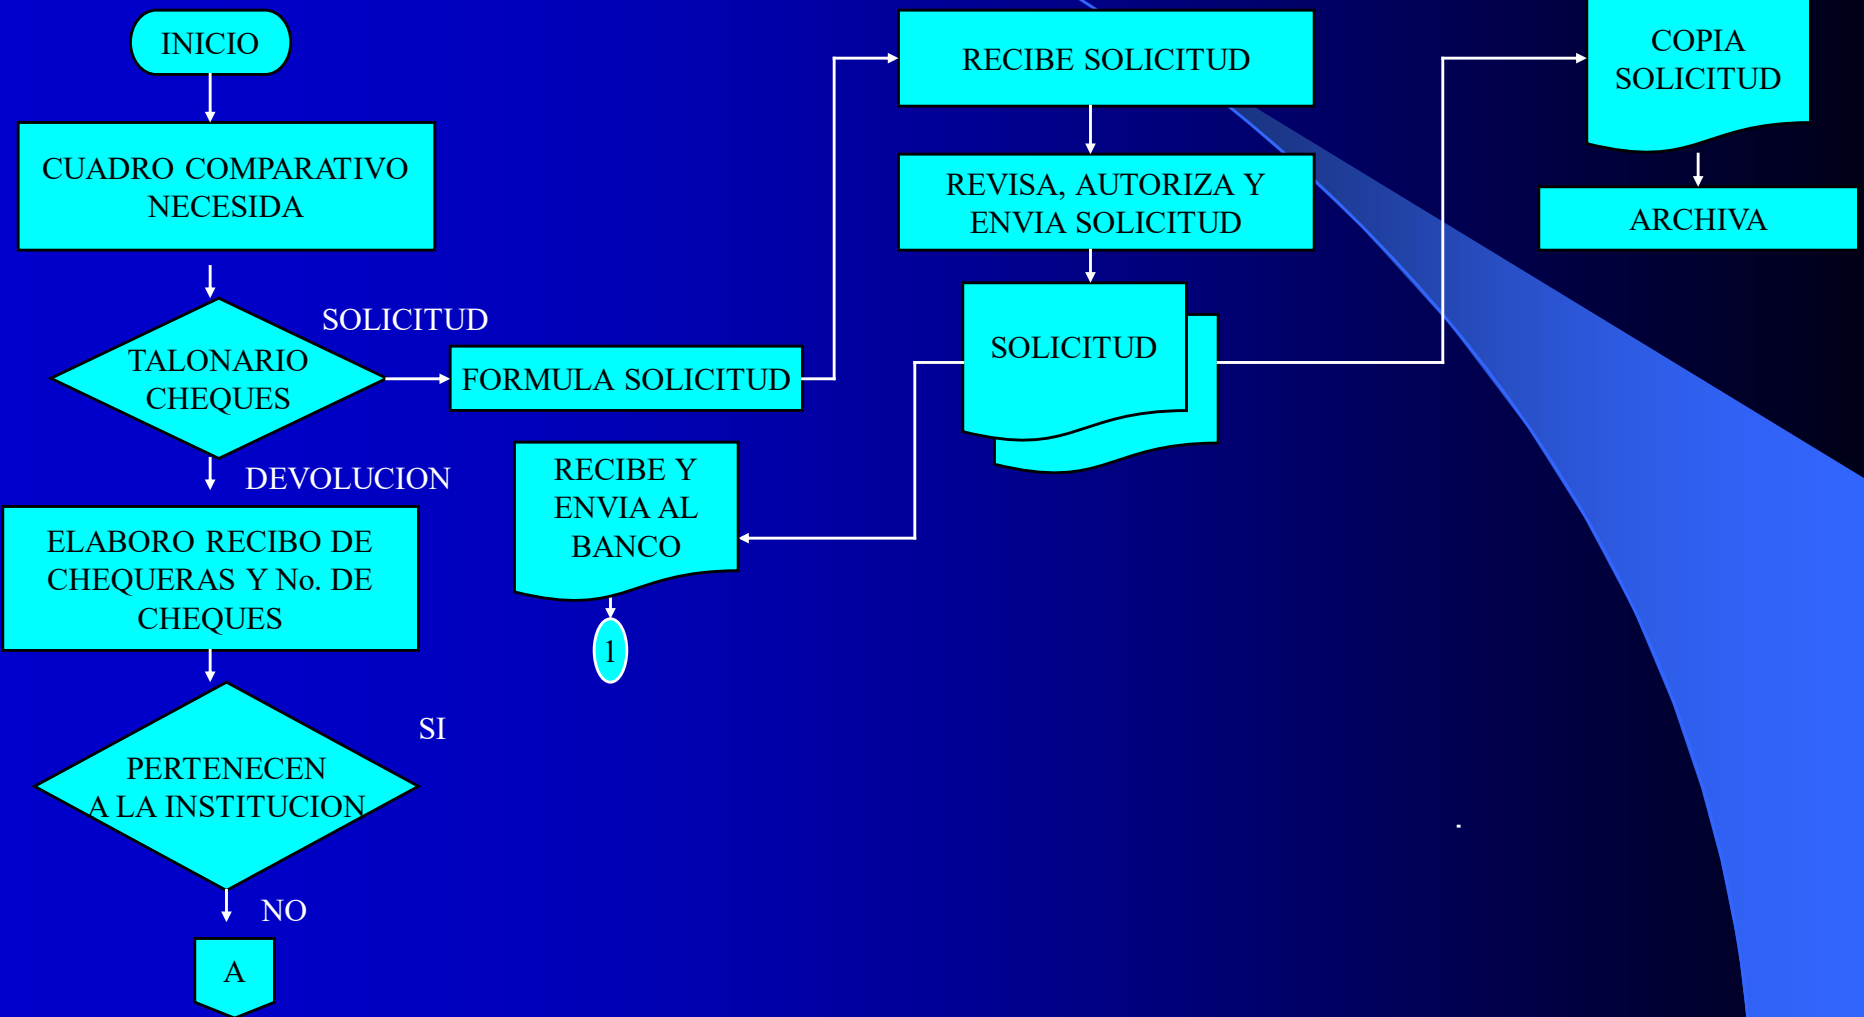 INICIO
CUADRO COMPARATIVO
NECESIDA
TALONARIO
CHEQUES
SOLICITUD
DEVOLUCION
FORMULA SOLICITUD
ELABORO RECIBO DE
CHEQUERAS Y No. DE
CHEQUES
PERTENECEN
A LA INSTITUCION
SI
NO
A
RECIBE SOLICITUD
REVISA, AUTORIZA Y
ENVIA SOLICITUD
SOLICITUD
RECIBE Y
ENVIA AL
BANCO
1
COPIA
SOLICITUD
ARCHIVA
.